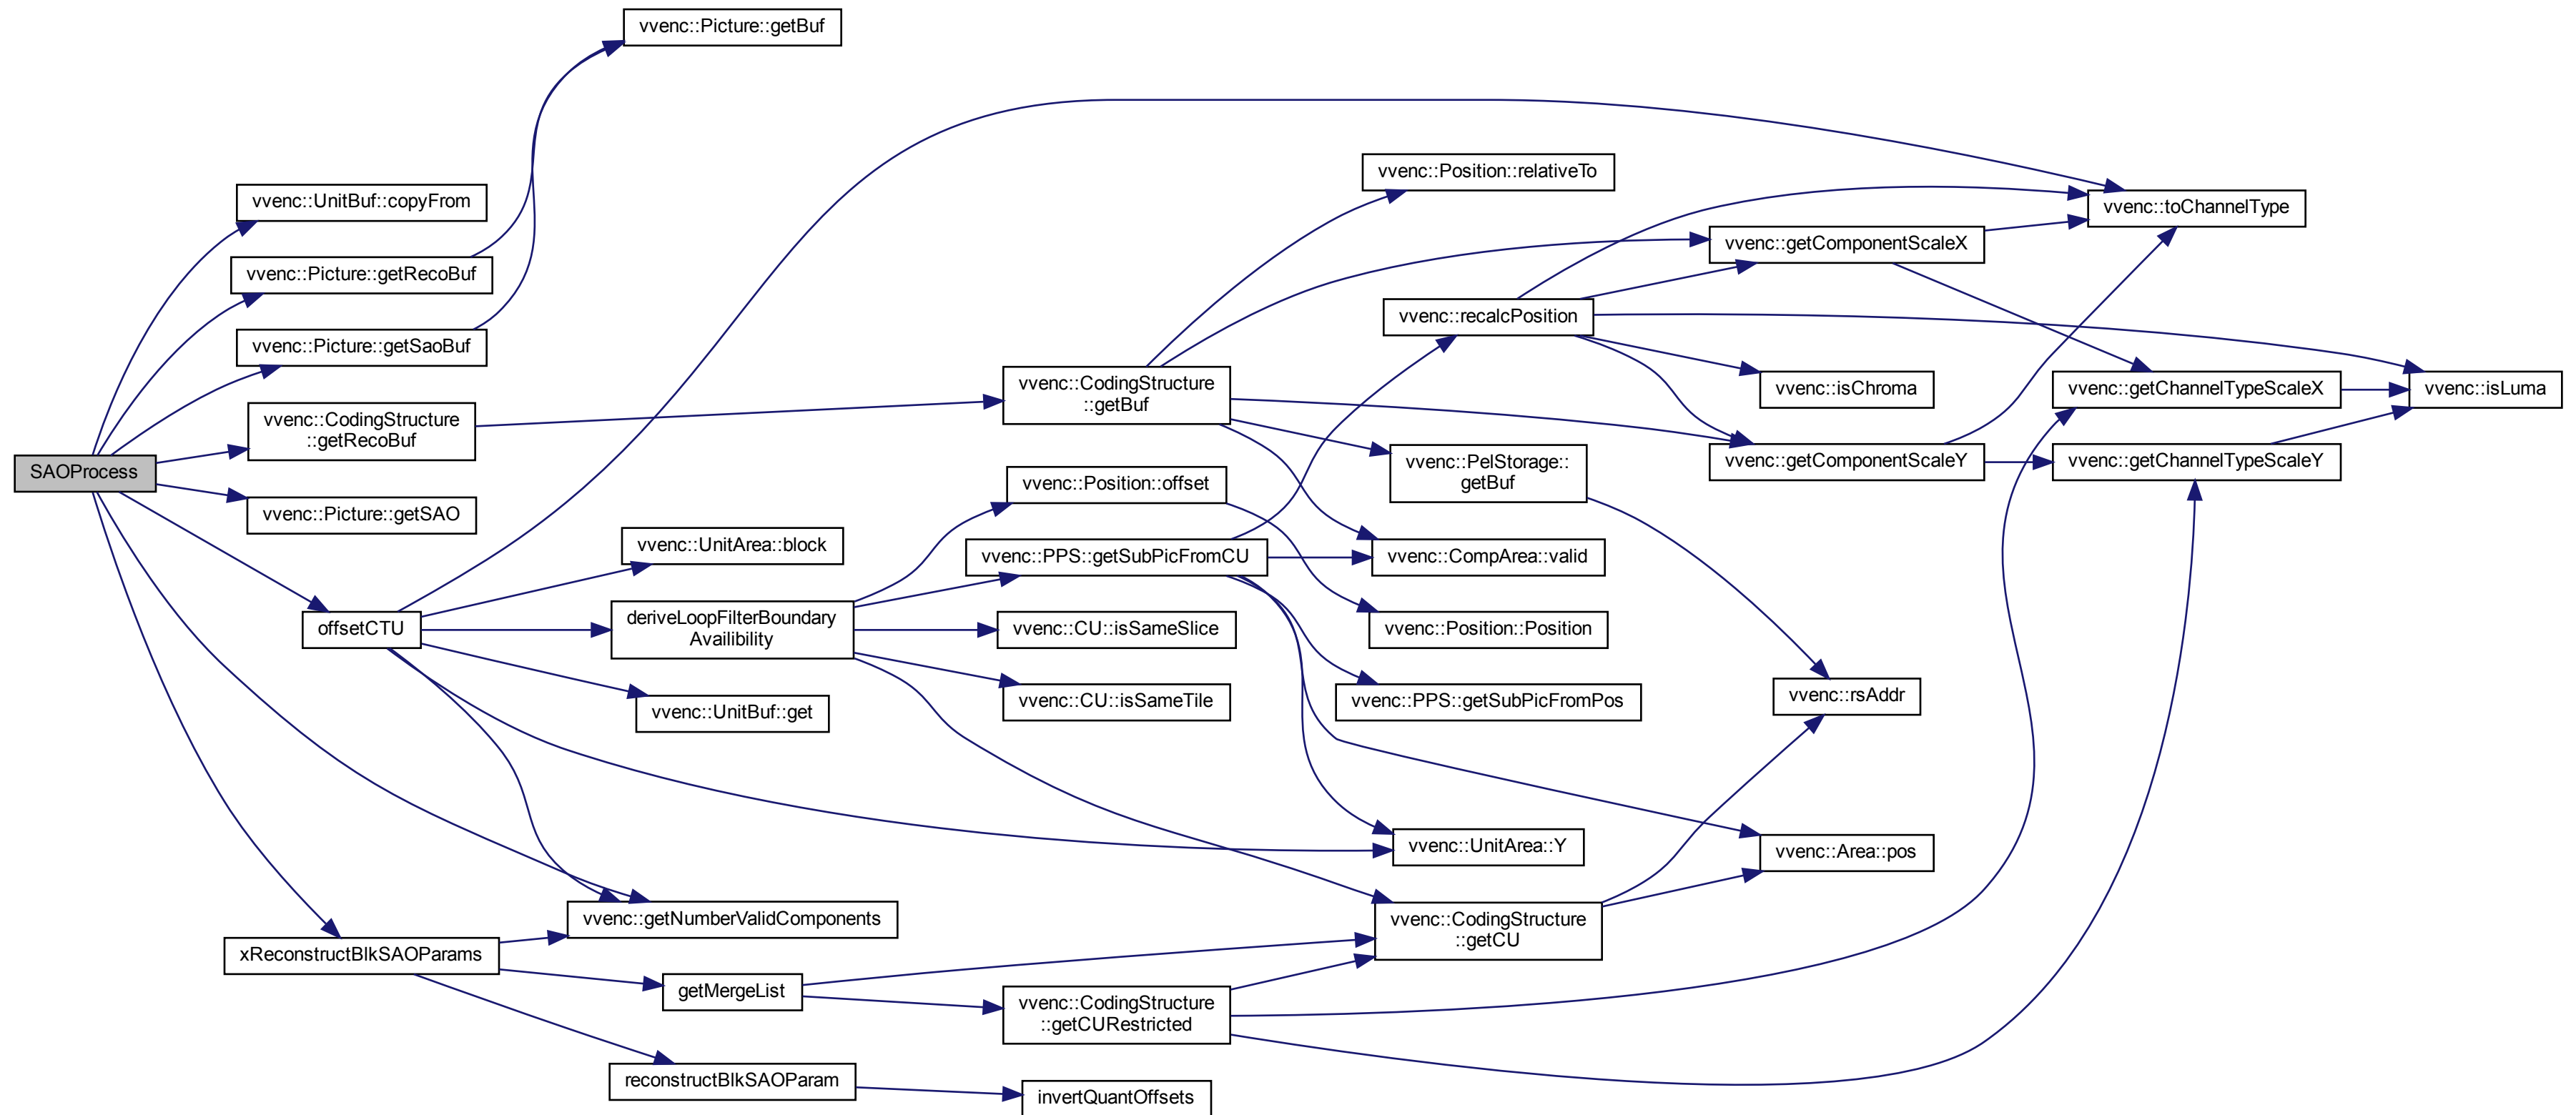 vvenc::Picture::getBuf
vvenc::Position::relativeTo
vvenc::UnitBuf::copyFrom
vvenc::toChannelType
vvenc::getComponentScaleX
vvenc::Picture::getRecoBuf
vvenc::recalcPosition
vvenc::Picture::getSaoBuf
vvenc::CodingStructure
::getBuf
vvenc::isChroma
vvenc::getChannelTypeScaleX
vvenc::isLuma
vvenc::CodingStructure
::getRecoBuf
vvenc::getComponentScaleY
vvenc::getChannelTypeScaleY
SAOProcess
vvenc::PelStorage::
getBuf
vvenc::Position::offset
vvenc::Picture::getSAO
vvenc::UnitArea::block
vvenc::PPS::getSubPicFromCU
vvenc::CompArea::valid
offsetCTU
deriveLoopFilterBoundary
Availibility
vvenc::CU::isSameSlice
vvenc::Position::Position
vvenc::CU::isSameTile
vvenc::PPS::getSubPicFromPos
vvenc::rsAddr
vvenc::UnitBuf::get
vvenc::UnitArea::Y
vvenc::Area::pos
vvenc::getNumberValidComponents
vvenc::CodingStructure
::getCU
xReconstructBlkSAOParams
getMergeList
vvenc::CodingStructure
::getCURestricted
reconstructBlkSAOParam
invertQuantOffsets